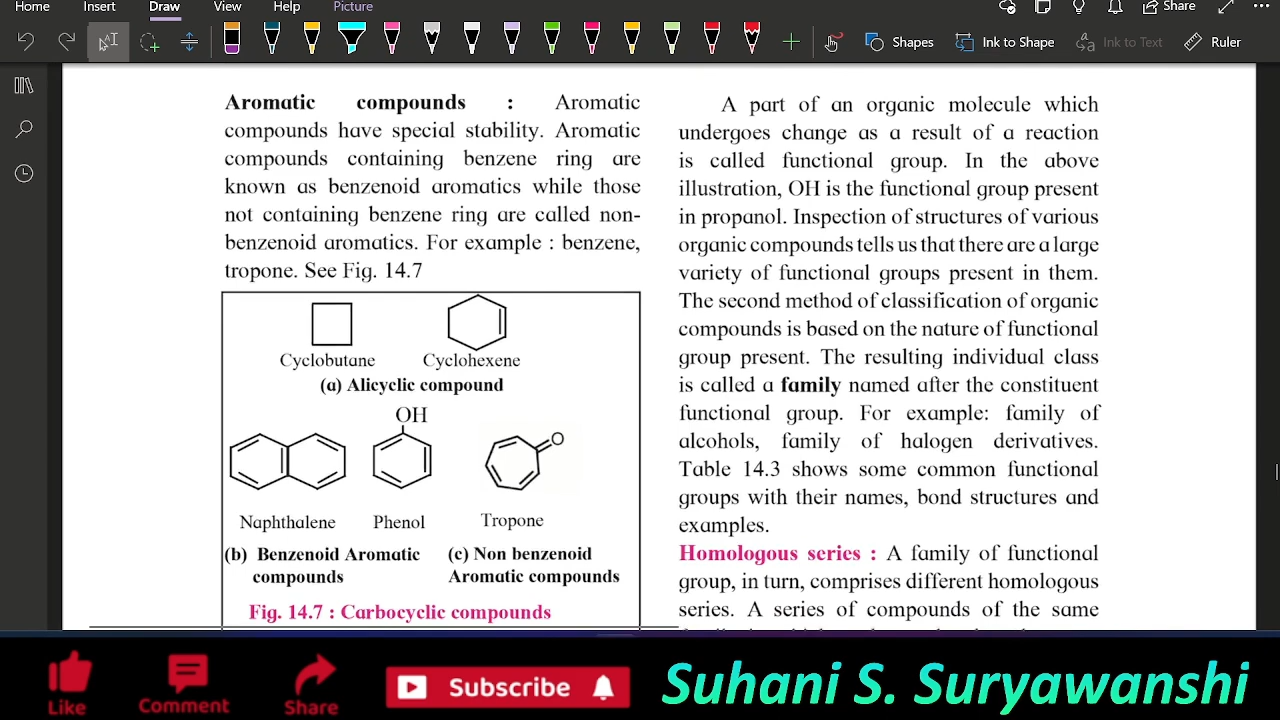 Home Insert Draw View Help Picture Share
Shapes Ink to Shape Ink to Text Ruler
Aromatic compounds : Aromatic
compounds have special stability. Aromatic
compounds containing benzene ring are
known as benzenoid aromatics while those
not containing benzene ring are called non-
benzenoid aromatics. For example : benzene,
tropone. See Fig. 14.7
Cyclobutane Cyclohexene
(a) Alicyclic compound
OH
O
Naphthalene Phenol Tropone
(b) Benzenoid Aromatic
compounds
(c) Non benzenoid
Aromatic compounds
Fig. 14.7 : Carbocyclic compounds
A part of an organic molecule which
undergoes change as a result of a reaction
is called functional group. In the above
illustration, OH is the functional group present
in propanol. Inspection of structures of various
organic compounds tells us that there are a large
variety of functional groups present in them.
The second method of classification of organic
compounds is based on the nature of functional
group present. The resulting individual class
is called a family named after the constituent
functional group. For example: family of
alcohols, family of halogen derivatives.
Table 14.3 shows some common functional
groups with their names, bond structures and
examples.
Homologous series : A family of functional
group, in turn, comprises different homologous
series. A series of compounds of the same
Like Comment Share Subscribe Suhani S. Suryawanshi